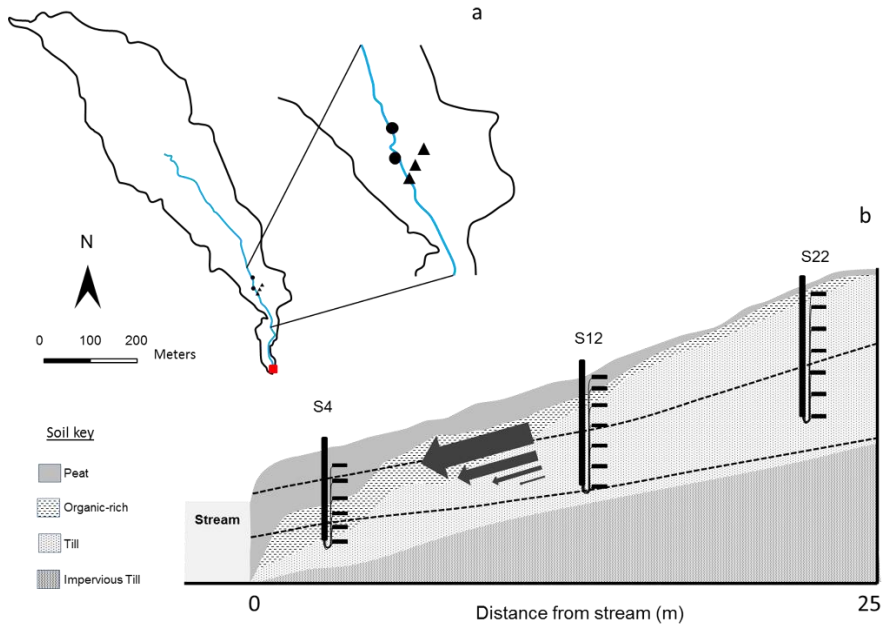 a
N
0 100 200
Meters
b
S22
S12
S4
Soil key
Peat
Organic-rich
Till
Impervious Till
Stream
0
25
Distance from stream (m)